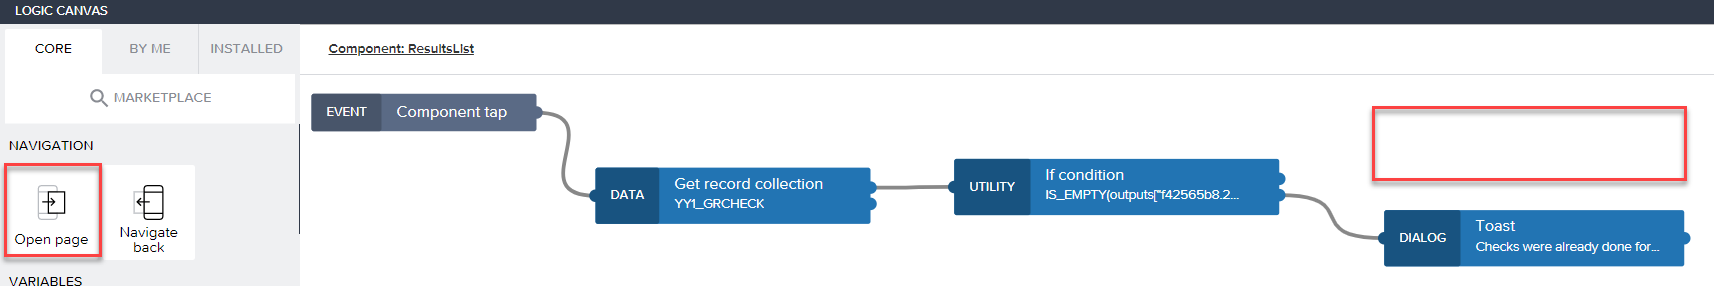 LOGIC CANVAS
CORE
BY ME
INSTALLED
MARKETPLACE
NAVIGATION
Open page
Navigate
back
VARIABLES
Component: ResultsList
EVENT
Component tap
DATA
Get record collection
YY1_GRCHECK
UTILITY
If condition
IS_EMPTY(outputs["f42565b8.2...
DIALOG
Toast
Checks were already done for...